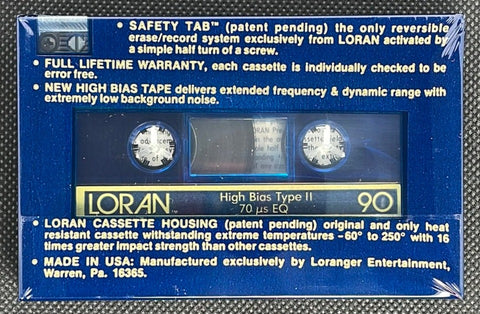 • SAFETY TAB™ (patent pending) the only reversible
erase/record system exclusively from LORAN activated by
a simple half turn of a screw.
• FULL LIFETIME WARRANTY, each cassette is individually checked to be
error free.
• NEW HIGH BIAS TAPE delivers extended frequency & dynamic range with
extremely low background noise.
LORAN™
High Bias Type II
70 µs EQ
90
• LORAN CASSETTE HOUSING (patent pending) original and only heat
resistant cassette withstanding extreme temperatures -60° to 250° with 16
times greater impact strength than other cassettes.
• MADE IN USA: Manufactured exclusively by Loranger Entertainment,
Warren, Pa. 16365.